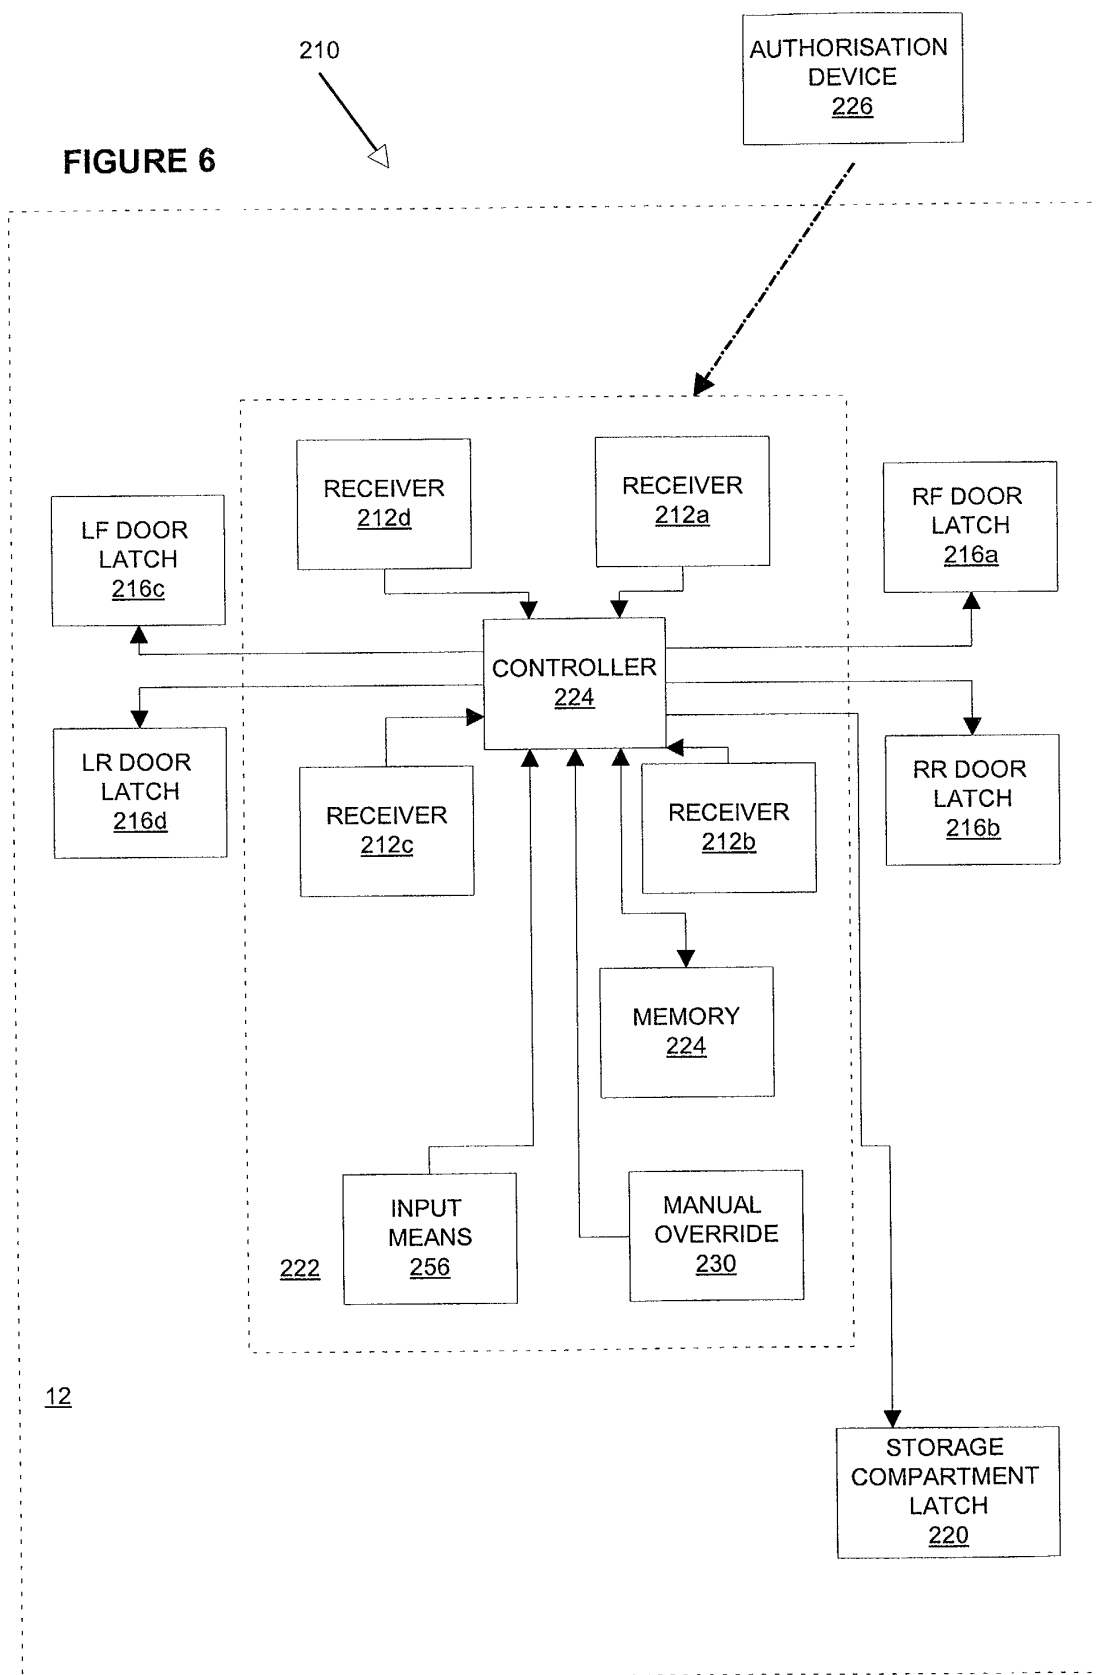 210
AUTHORISATION
DEVICE
226
FIGURE 6
RECEIVER
212d
RECEIVER
212a
LF DOOR
LATCH
216c
RF DOOR
LATCH
216a
CONTROLLER
224
LR DOOR
LATCH
216d
RECEIVER
212c
RECEIVER
212b
RR DOOR
LATCH
216b
MEMORY
224
INPUT
MEANS
256
MANUAL
OVERRIDE
230
222
12
STORAGE
COMPARTMENT
LATCH
220